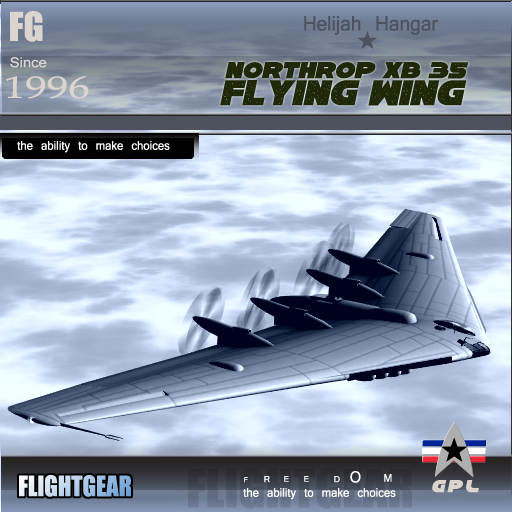 FG
Since
1996
Helijah Hangar
NORTHROP XB 35
FLYING WING
the ability to make choices
FLIGHTGEAR
FLIGHTGEAR
FREEDOM
the ability to make choices
GPL